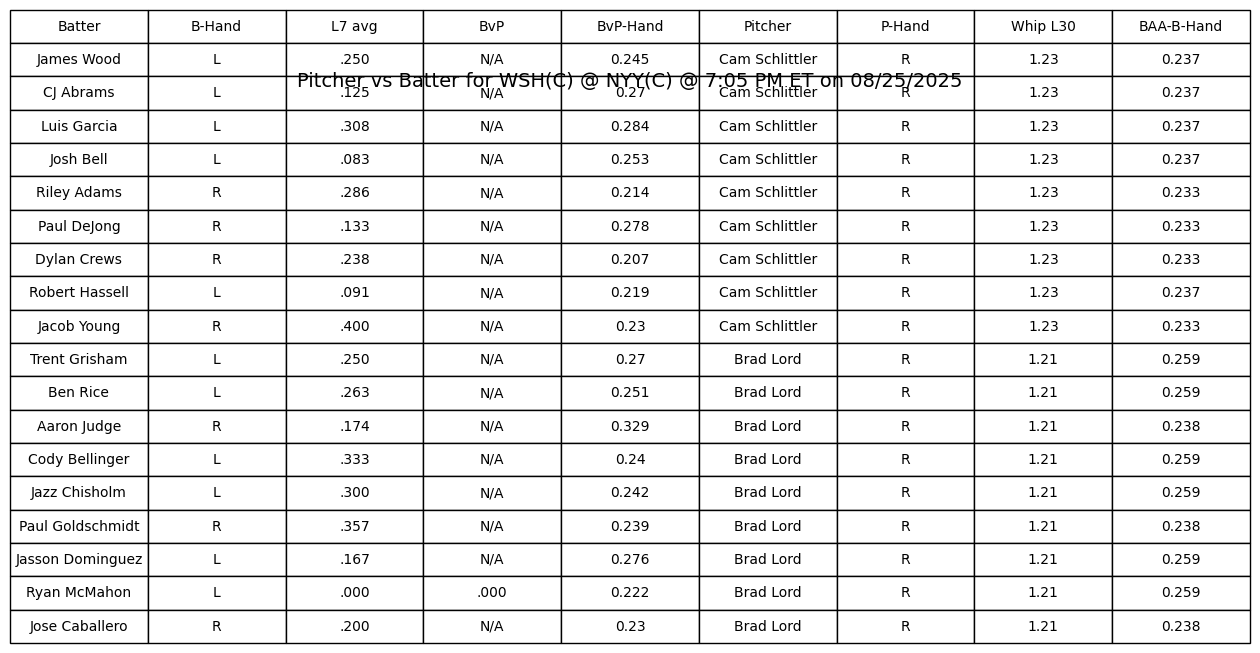 Batter B-Hand L7 avg BvP BvP-Hand Pitcher P-Hand Whip L30 BAA-B-Hand
James Wood L .250 N/A 0.245 Cam Schlittler R 1.23 0.237
Pitcher vs Batter for WSH(C) @ NYY(C) @ 7:05 PM ET on 08/25/2025
CJ Abrams L .125 N/A 0.27 Cam Schlittler R 1.23 0.237
Luis Garcia L .308 N/A 0.284 Cam Schlittler R 1.23 0.237
Josh Bell L .083 N/A 0.253 Cam Schlittler R 1.23 0.237
Riley Adams R .286 N/A 0.214 Cam Schlittler R 1.23 0.233
Paul DeJong R .133 N/A 0.278 Cam Schlittler R 1.23 0.233
Dylan Crews R .238 N/A 0.207 Cam Schlittler R 1.23 0.233
Robert Hassell L .091 N/A 0.219 Cam Schlittler R 1.23 0.237
Jacob Young R .400 N/A 0.23 Cam Schlittler R 1.23 0.233
Trent Grisham L .250 N/A 0.27 Brad Lord R 1.21 0.259
Ben Rice L .263 N/A 0.251 Brad Lord R 1.21 0.259
Aaron Judge R .174 N/A 0.329 Brad Lord R 1.21 0.238
Cody Bellinger L .333 N/A 0.24 Brad Lord R 1.21 0.259
Jazz Chisholm L .300 N/A 0.242 Brad Lord R 1.21 0.259
Paul Goldschmidt R .357 N/A 0.239 Brad Lord R 1.21 0.238
Jasson Dominguez L .167 N/A 0.276 Brad Lord R 1.21 0.259
Ryan McMahon L .000 .000 0.222 Brad Lord R 1.21 0.259
Jose Caballero R .200 N/A 0.23 Brad Lord R 1.21 0.238